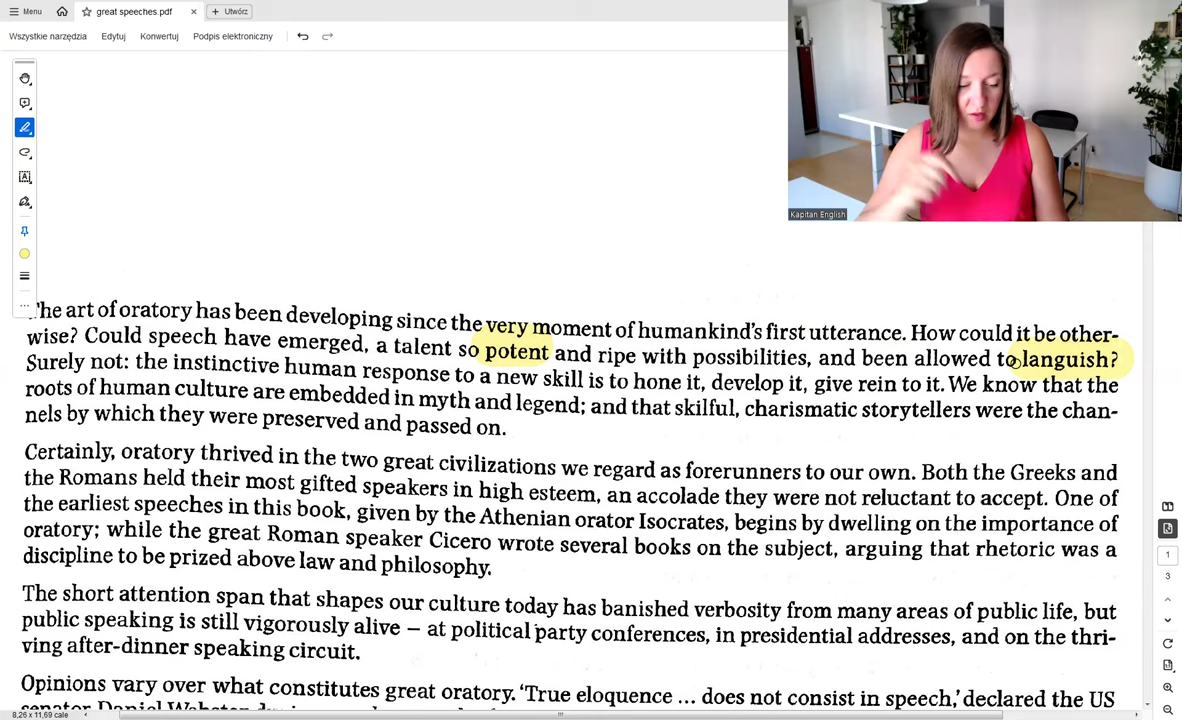 Menu
great speeches.pdf
Utwórz
Wszystkie narzędzia Edytuj Konwertuj Podpis elektroniczny
Kapitan English
The art of oratory has been developing since the very moment of humankind's first utterance. How could it be other-
wise? Could speech have emerged, a talent so potent and ripe with possibilities, and been allowed to languish?
Surely not: the instinctive human response to a new skill is to hone it, develop it, give rein to it. We know that the
roots of human culture are embedded in myth and legend; and that skilful, charismatic storytellers were the chan-
nels by which they were preserved and passed on.
Certainly, oratory thrived in the two great civilizations we regard as forerunners to our own. Both the Greeks and
the Romans held their most gifted speakers in high esteem, an accolade they were not reluctant to accept. One of
the earliest speeches in this book, given by the Athenian orator Isocrates, begins by dwelling on the importance of
oratory; while the great Roman speaker Cicero wrote several books on the subject, arguing that rhetoric was a
discipline to be prized above law and philosophy.
The short attention span that shapes our culture today has banished verbosity from many areas of public life, but
public speaking is still vigorously alive – at political party conferences, in presidential addresses, and on the thri-
ving after-dinner speaking circuit.
Opinions vary over what constitutes great oratory. 'True eloquence ... does not consist in speech,' declared the US
senator Daniel Webster
1
3
8,26 x 11,69 cale